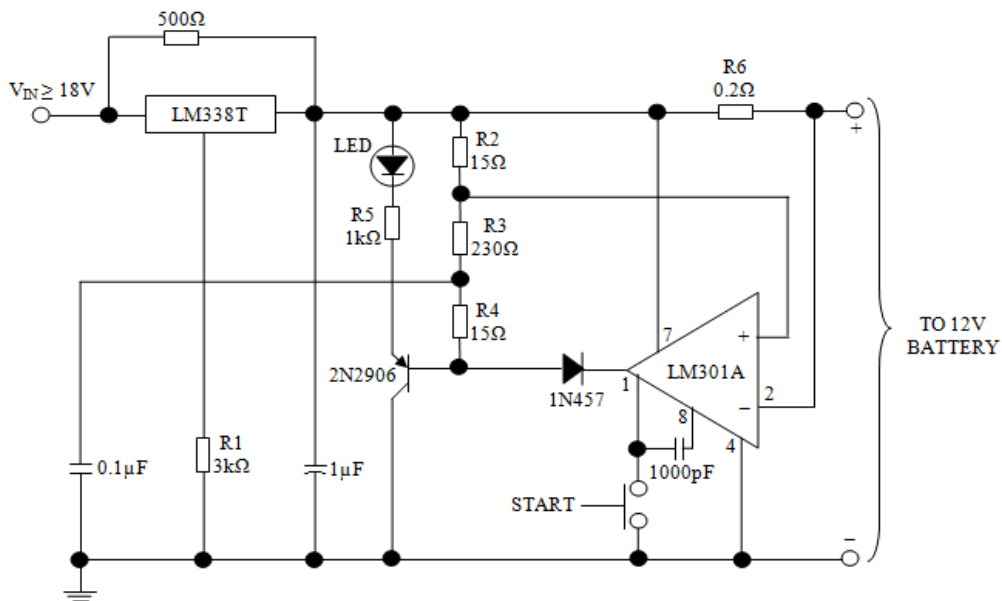 500Ω
V_IN ≥ 18V
LM338T
R6
0.2Ω
+
LED
R2
15Ω
R5
1kΩ
R3
230Ω
R4
15Ω
7
+
TO 12V
BATTERY
LM301A
2N2906
1N457
1
2
−
8
4
R1
3kΩ
0.1µF
1µF
1000pF
START
−